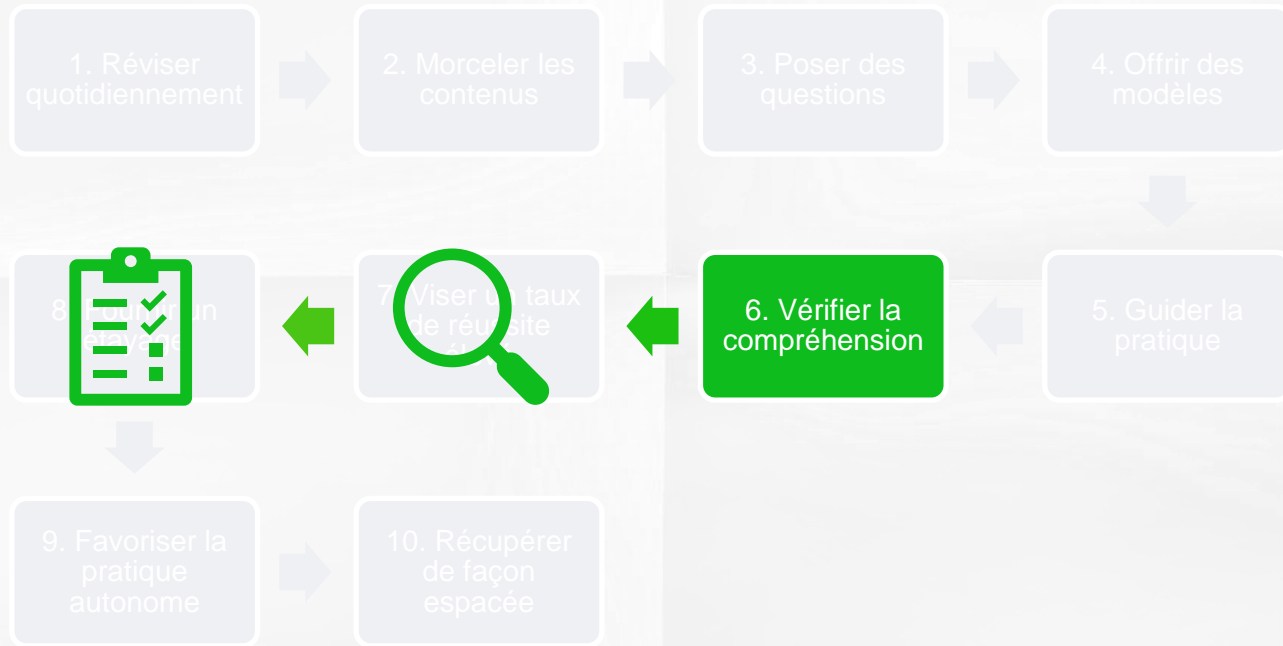 1. Réviser
quotidiennement
2. Morceler les
contenus
3. Poser des
questions
4. Offrir des
modèles
5. Guider la
pratique
6. Vérifier la
compréhension
7. Viser un taux
de réussite
8. Fournir un
étayage
9. Favoriser la
pratique
autonome
10. Récupérer
de façon
espacée